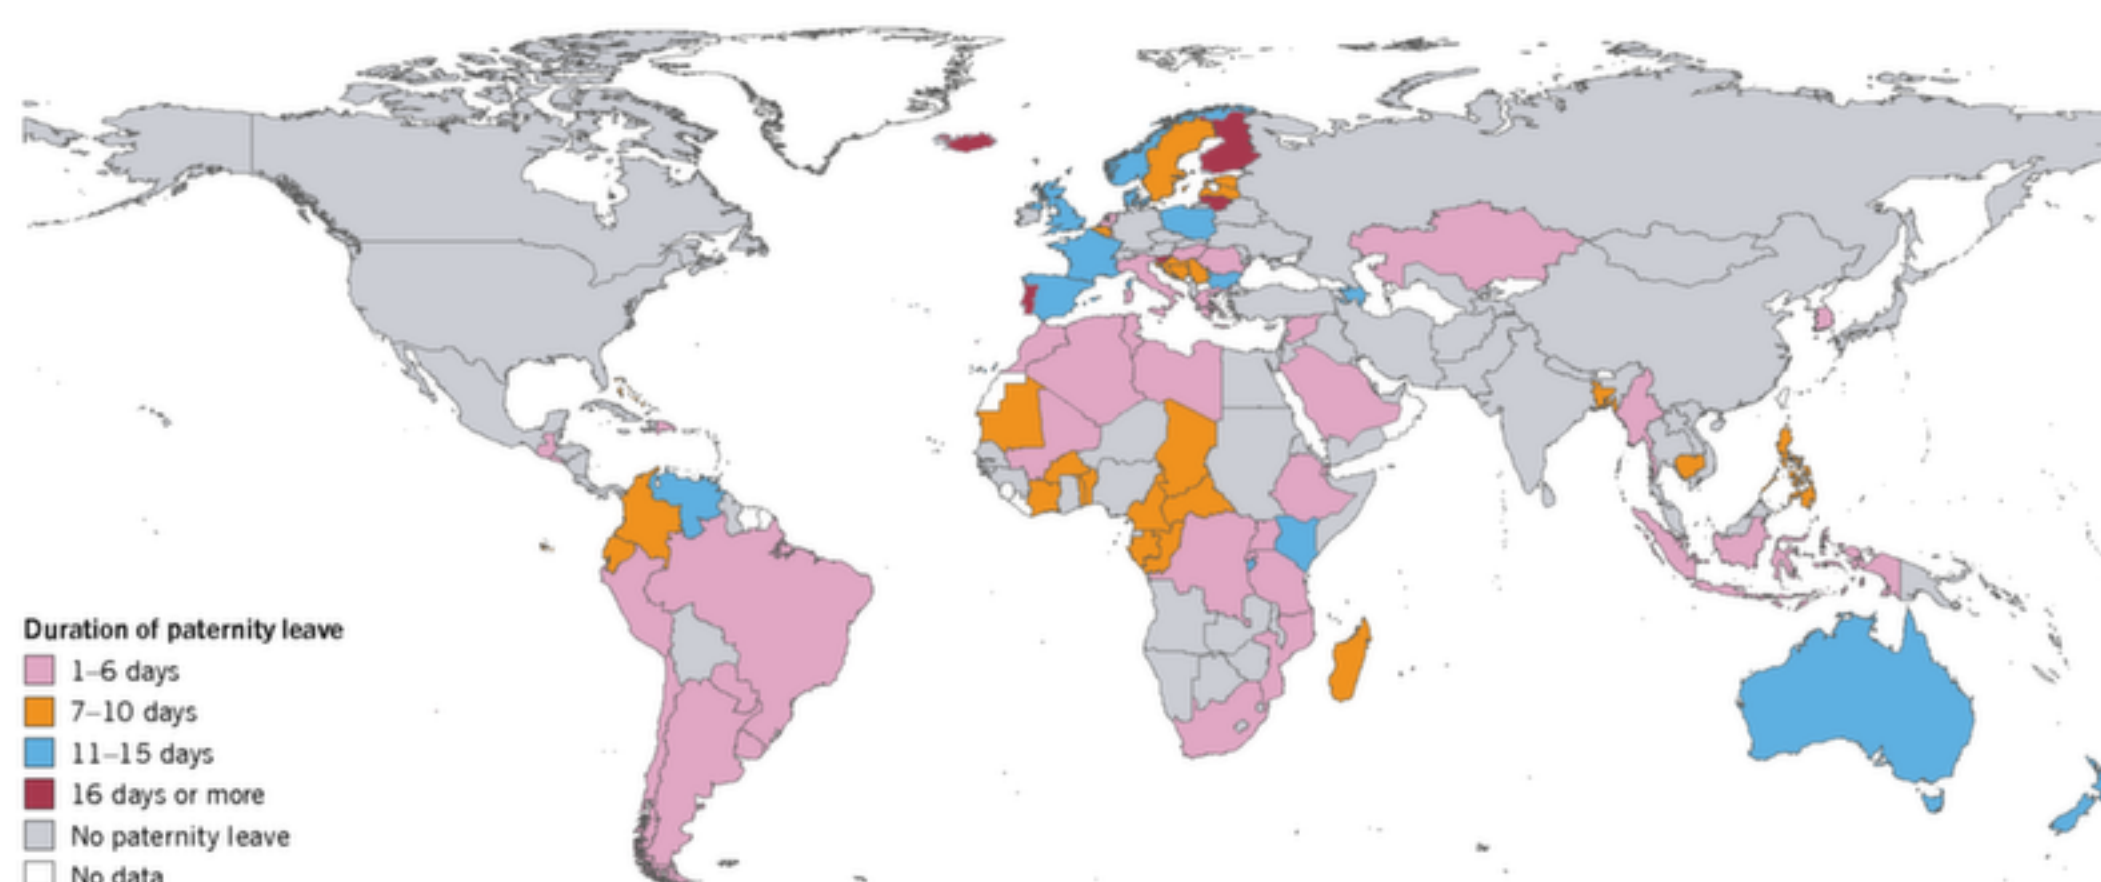 Duration of paternity leave
1–6 days
7–10 days
11–15 days
16 days or more
No paternity leave
No data